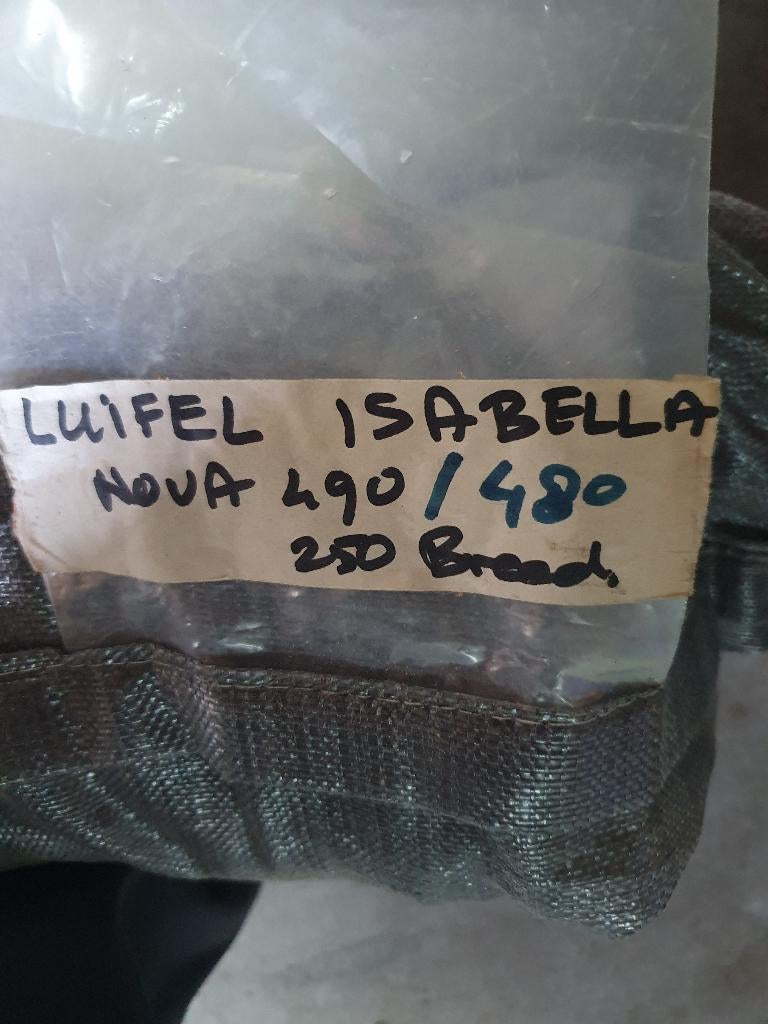 LUIFEL ISABELLA
NOVA 490/480
250 Breed.